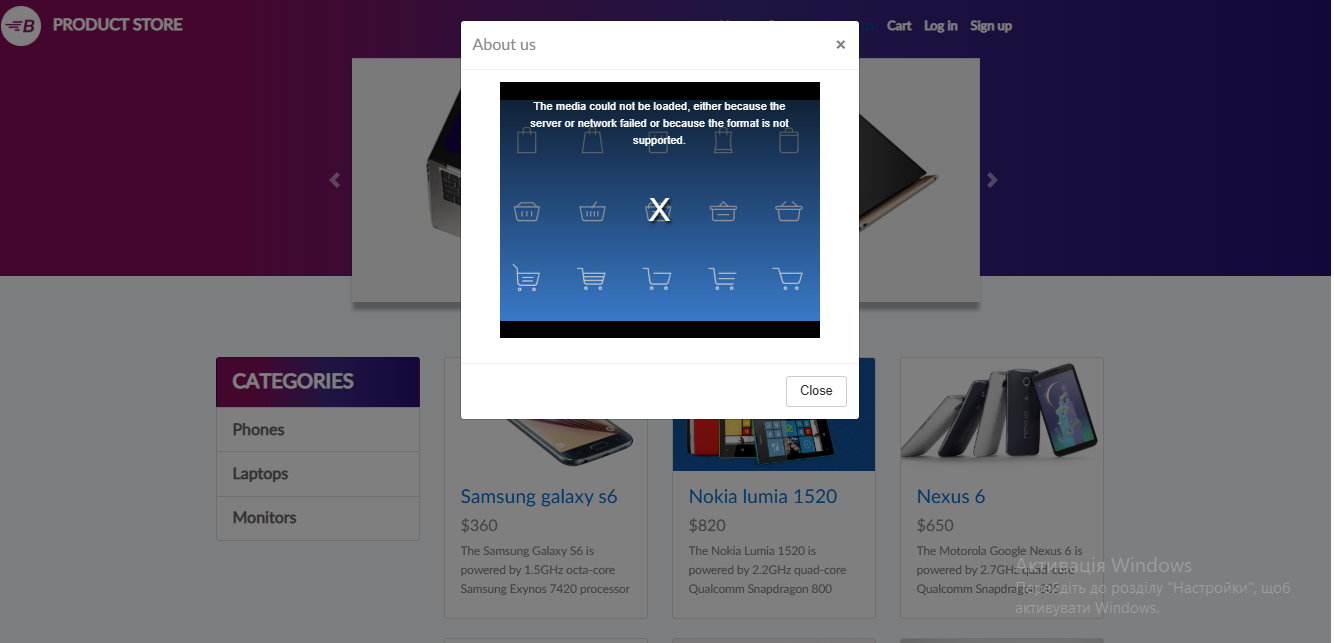 B PRODUCT STORE
Cart Log in Sign up
About us ×
The media could not be loaded, either because the
server or network failed or because the format is not
supported.
X
Close
CATEGORIES
Phones
Laptops
Monitors
Samsung galaxy s6
$360
The Samsung Galaxy S6 is
powered by 1.5GHz octa-core
Samsung Exynos 7420 processor
Nokia lumia 1520
$820
The Nokia Lumia 1520 is
powered by 2.2GHz quad-core
Qualcomm Snapdragon 800
Nexus 6
$650
The Motorola Google Nexus 6 is
powered by 2.7GHz quad-core
Qualcomm Snapdragon
Активація Windows
Перейдіть до розділу "Настройки", щоб
активувати Windows.